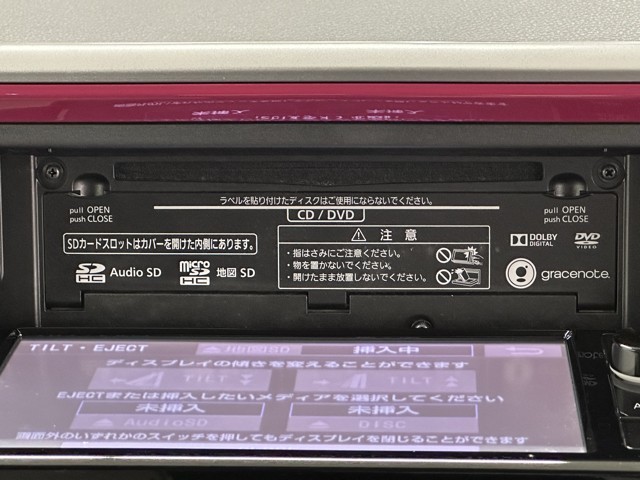 ラベルを貼り付けたディスクはご使用にならないでください。
CD / DVD
pull OPEN
push CLOSE
pull OPEN
push CLOSE
SDカードスロットはカバーを開けた内側にあります。
⚠ 注 意
・指はさみにご注意ください。
・物を置かないでください。
・開けたまま放置しないでください。
DOLBY
DIGITAL
DVD
VIDEO
SD
HC
Audio SD
micro
SD
HC
地図 SD
gracenote.
TILT・EJECT
挿入中
ディスプレイの傾きを変えることができます
TILT
TILT
EJECTまたは挿入したいメディアを選択してください
未挿入
未挿入
AudioSD
DISC
画面外のいずれかのスイッチを押してもディスプレイを閉じることができます